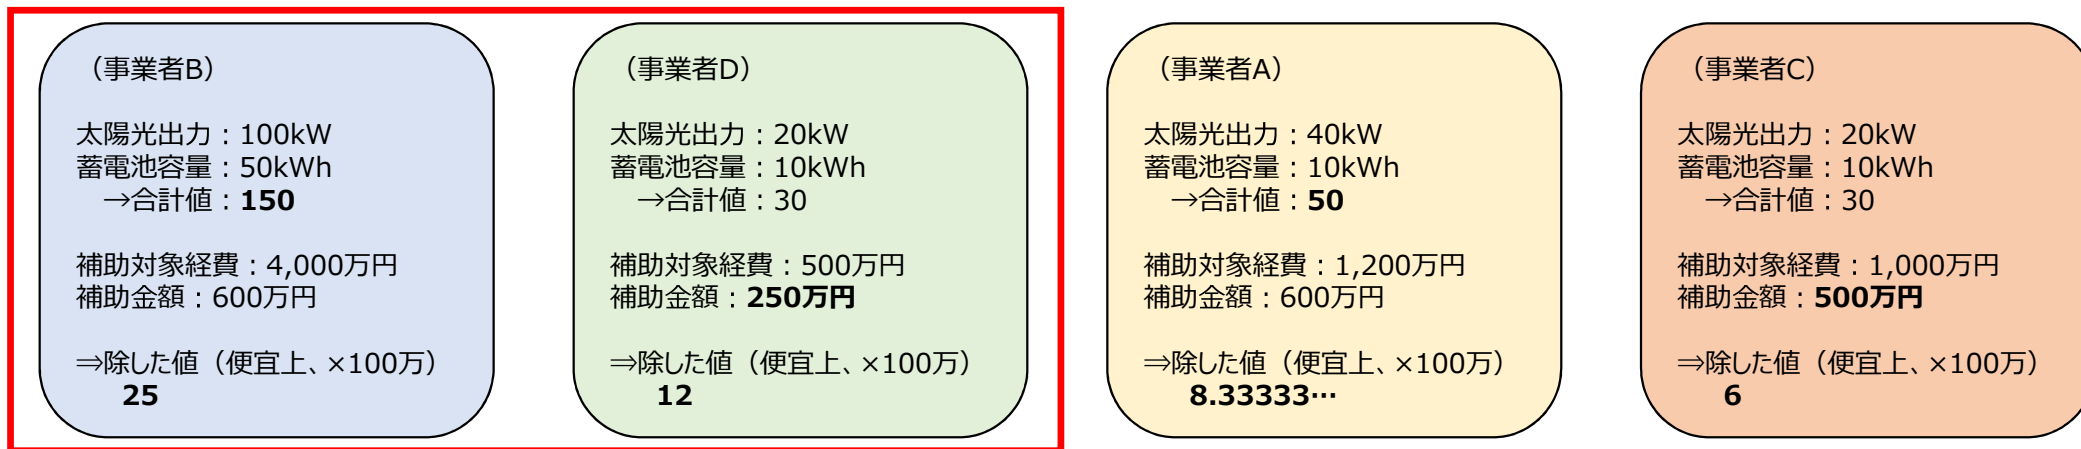 （事業者B）
太陽光出力：100kW
蓄電池容量：50kWh
→合計値：150
補助対象経費：4,000万円
補助金額：600万円
⇒除した値（便宜上、×100万）
25
（事業者D）
太陽光出力：20kW
蓄電池容量：10kWh
→合計値：30
補助対象経費：500万円
補助金額：250万円
⇒除した値（便宜上、×100万）
12
（事業者A）
太陽光出力：40kW
蓄電池容量：10kWh
→合計値：50
補助対象経費：1,200万円
補助金額：600万円
⇒除した値（便宜上、×100万）
8.33333…
（事業者C）
太陽光出力：20kW
蓄電池容量：10kWh
→合計値：30
補助対象経費：1,000万円
補助金額：500万円
⇒除した値（便宜上、×100万）
6